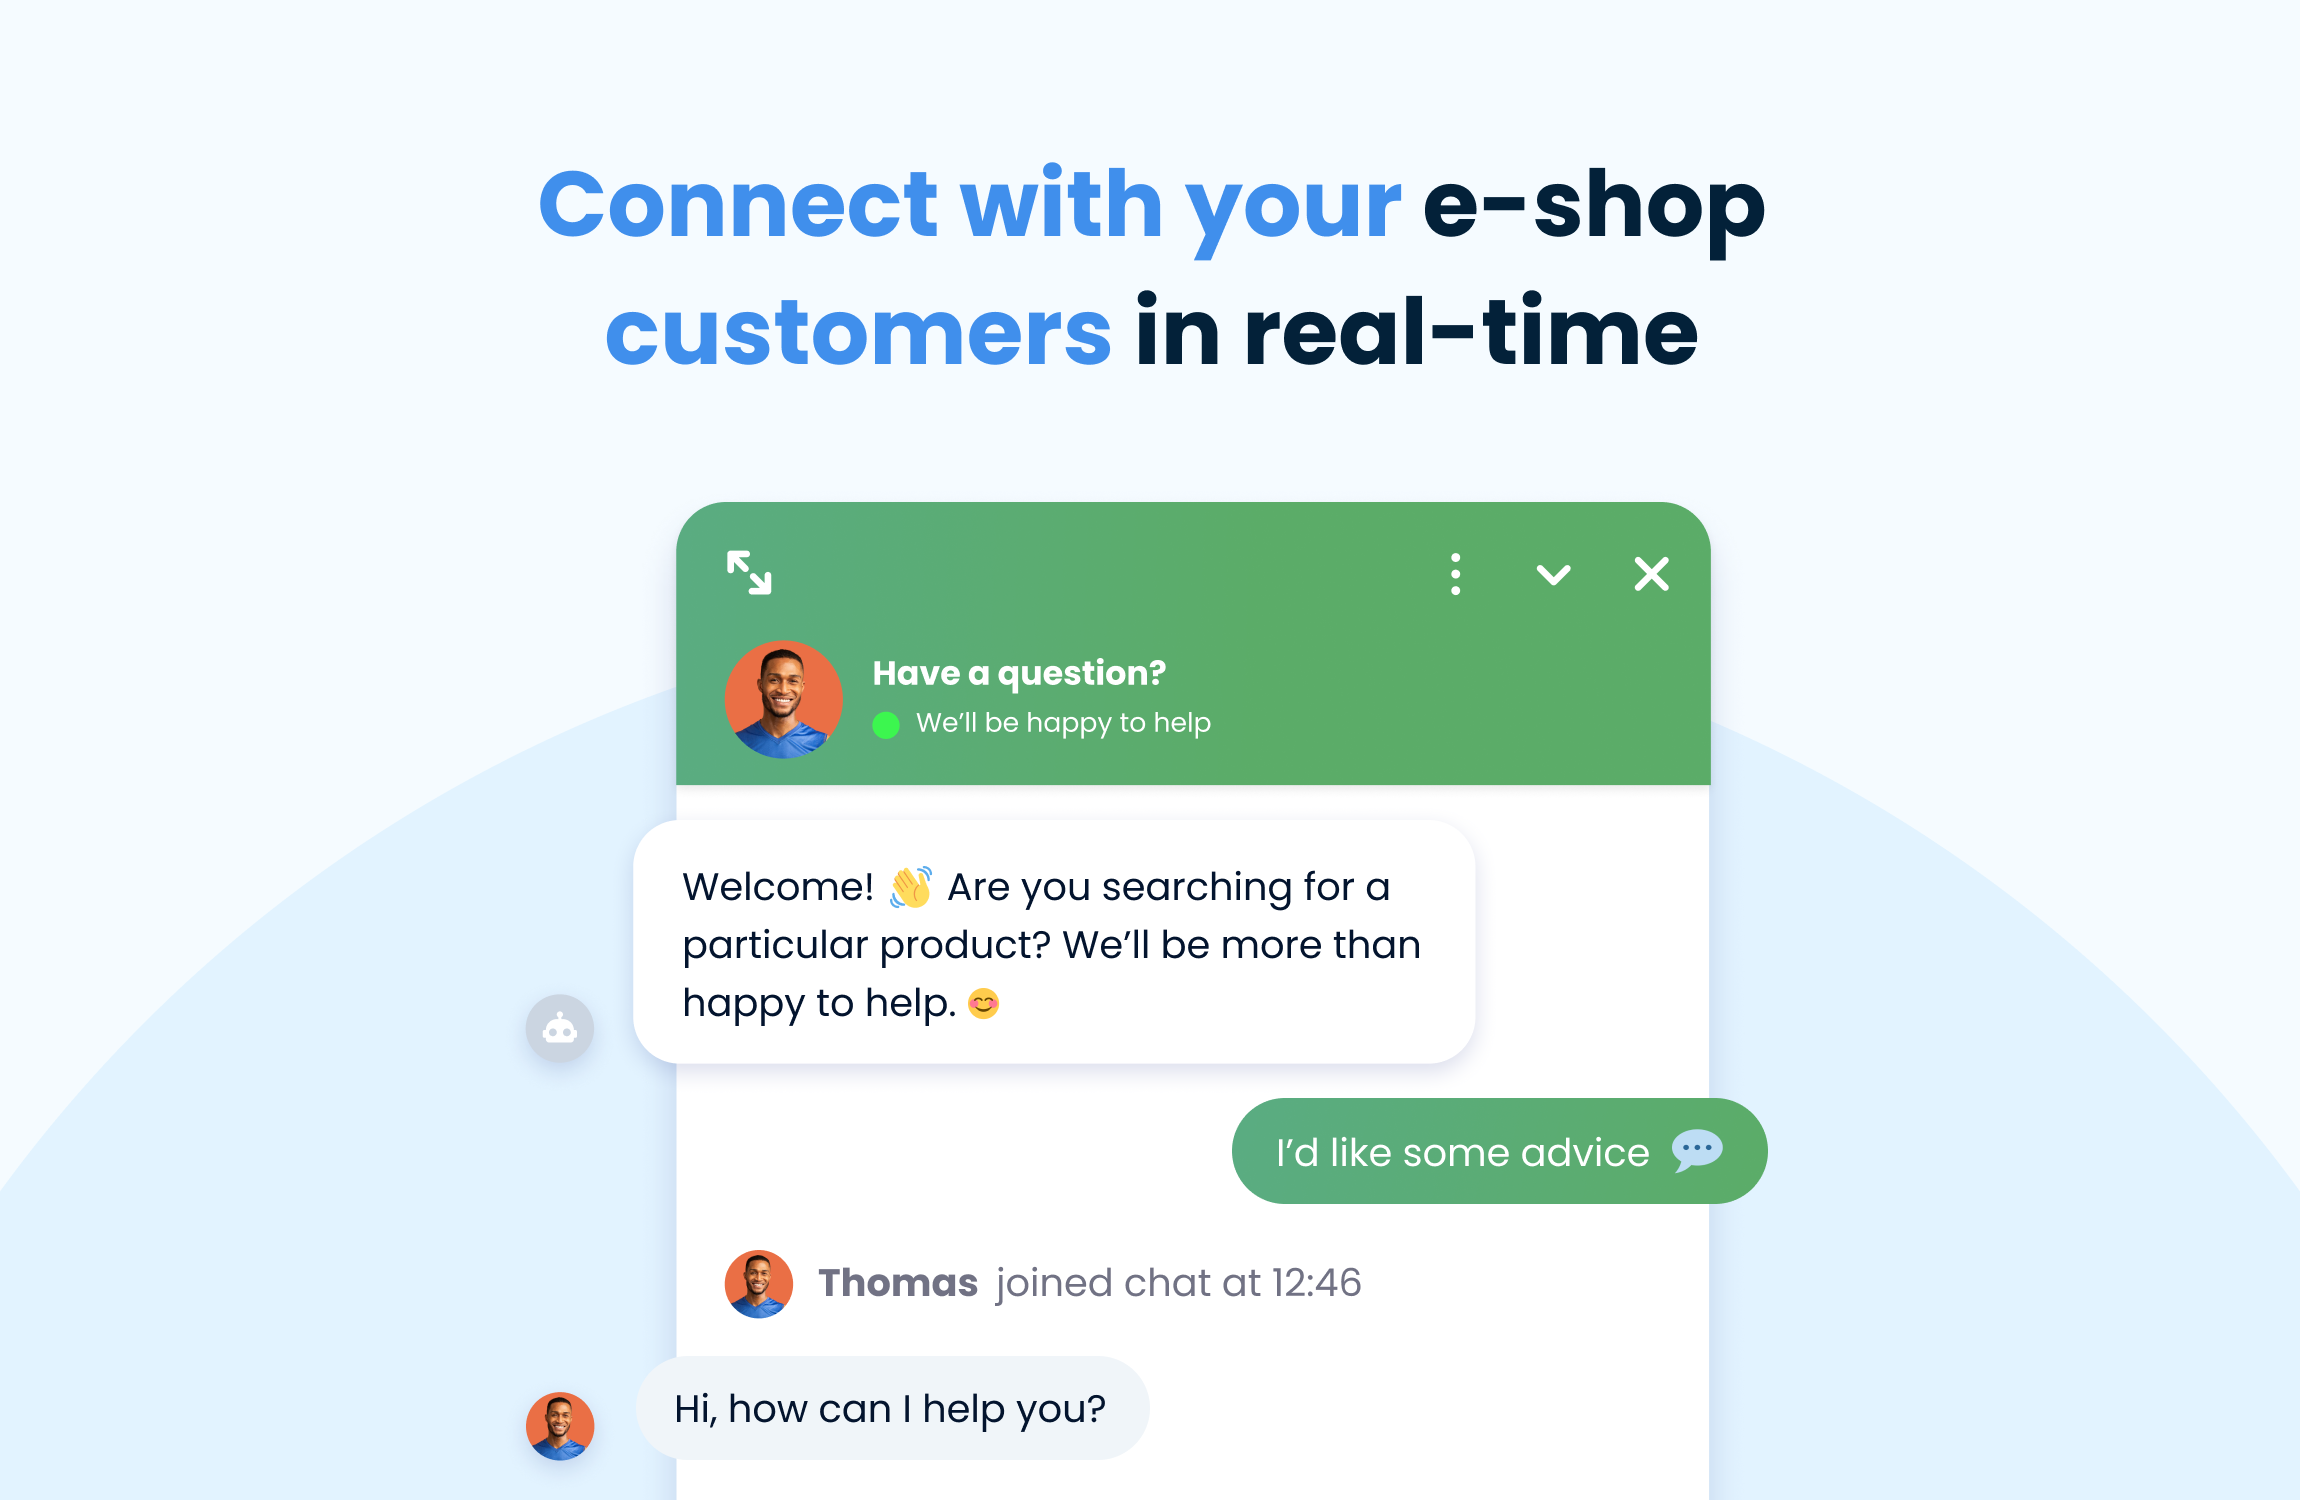 Connect with your e-shop
customers in real-time
Have a question?
We’ll be happy to help
Welcome! 👋 Are you searching for a
particular product? We’ll be more than
happy to help. 😊
I’d like some advice 💬
Thomas joined chat at 12:46
Hi, how can I help you?